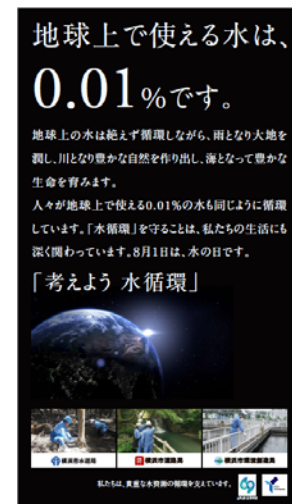 地球上で使える水は、
0.01%です。
地球上の水は絶えず循環しながら、雨となり大地を
潤し、川となり豊かな自然を作り出し、海となって豊かな
生命を育みます。
人々が地球上で使える0.01%の水も同じように循環
しています。「水循環」を守ることは、私たちの生活にも
深く関わっています。8月1日は、水の日です。
「考えよう 水循環」
横浜市水道局
横浜市道路局
横浜市環境創造局
私たちは、貴重な水資源の循環を支えています。